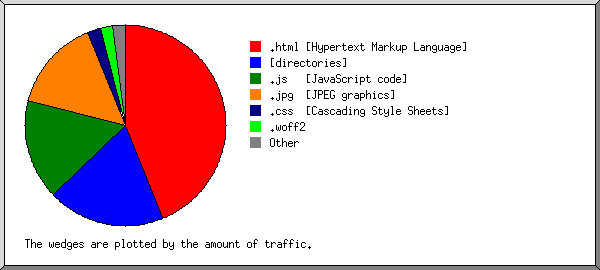 .html [Hypertext Markup Language]
[directories]
.js [JavaScript code]
.jpg [JPEG graphics]
.css [Cascading Style Sheets]
.woff2
Other
The wedges are plotted by the amount of traffic.